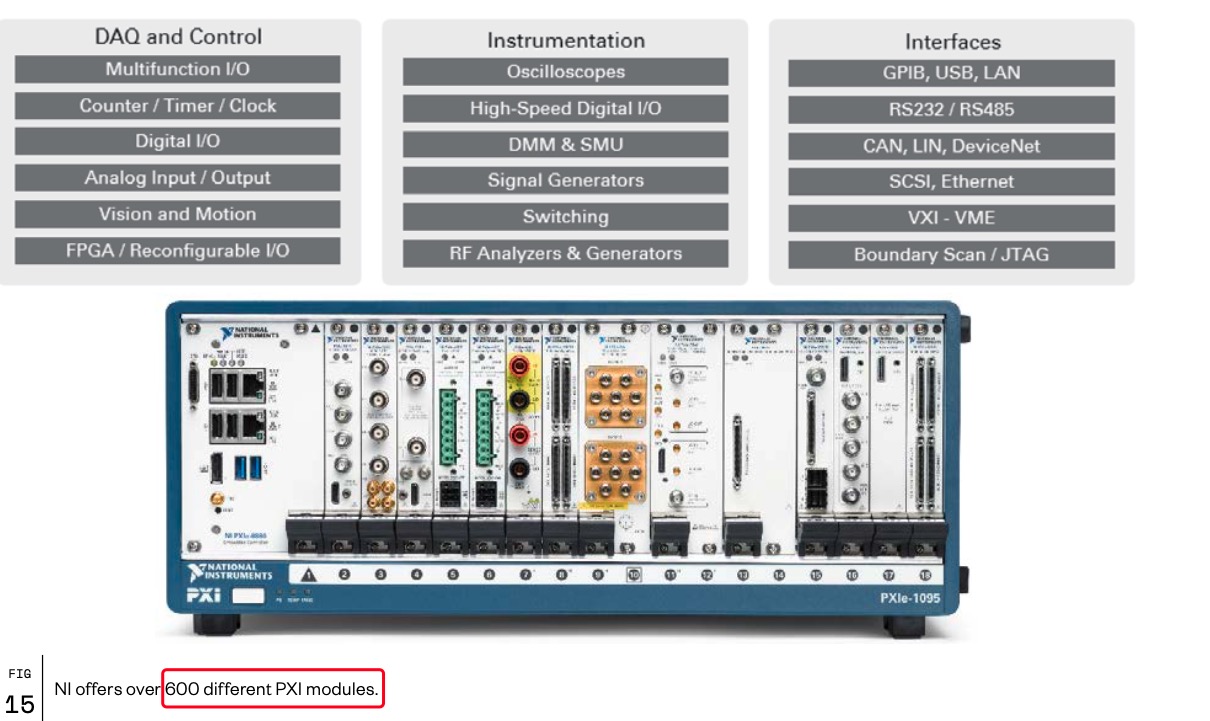 DAQ and Control
Multifunction I/O
Counter / Timer / Clock
Digital I/O
Analog Input / Output
Vision and Motion
FPGA / Reconfigurable I/O
Instrumentation
Oscilloscopes
High-Speed Digital I/O
DMM & SMU
Signal Generators
Switching
RF Analyzers & Generators
Interfaces
GPIB, USB, LAN
RS232 / RS485
CAN, LIN, DeviceNet
SCSI, Ethernet
VXI - VME
Boundary Scan / JTAG
NATIONAL
INSTRUMENTS
NATIONAL
INSTRUMENTS
1 2 3 4 5 6 7 8 9 10 11 12 13 14 15 16 17 18
PXI
PXIe-1095
FIG
15
NI offers over 600 different PXI modules.